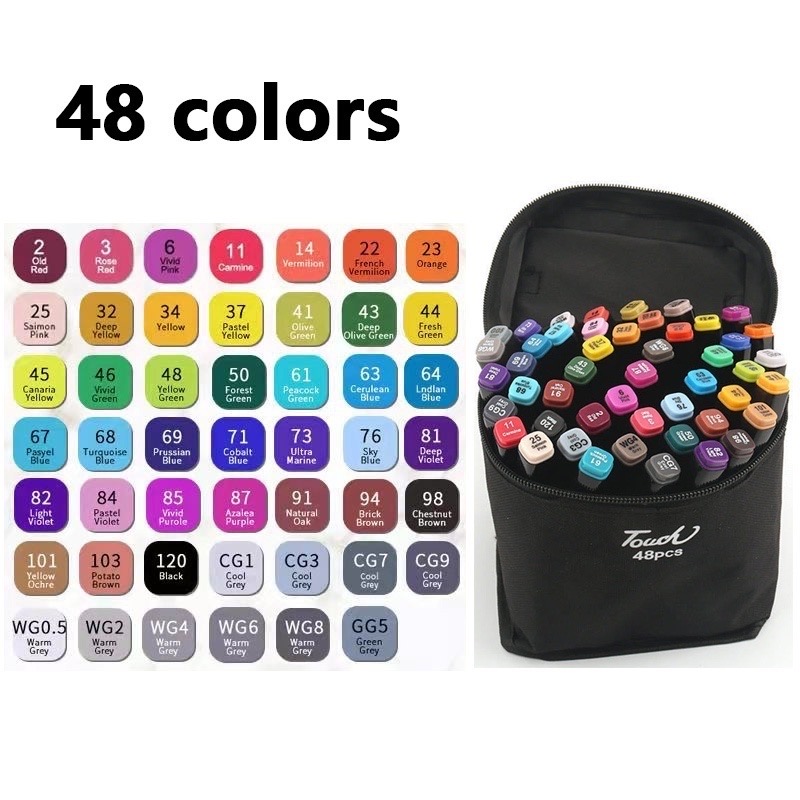 48 colors
2 3 6 11 14 22 23
Old Rose Vivid Carmine Vermilion French Orange
Red Red Pink Vermilion
25 32 34 37 41 43 44
Saimon Deep Yellow Pastel Olive Deep Fresh
Pink Yellow Yellow Green Olive Green Green
45 46 48 50 61 63 64
Canaria Vivid Yellow Forest Peacock Cerulean Lndlan
Yellow Green Green Green Green Blue Blue
67 68 69 71 73 76 81
Pasyel Turquoise Prussian Cobalt Ultra Sky Deep
Blue Blue Blue Blue Marine Blue Violet
82 84 85 87 91 94 98
Light Pastel Vivid Azalea Natural Brick Chestnut
Violet Violet Purole Purple Oak Brown Brown
101 103 120 CG1 CG3 CG7 CG9
Yellow Potato Black Cool Cool Cool Cool
Ochre Brown Grey Grey Grey Grey
WG0.5 WG2 WG4 WG6 WG8 GG5
Warm Warm Warm Warm Warm Green
Grey Grey Grey Grey Grey Grey
11
Carmine
25
CG3
61
WG4
CG7
Touch
48pcs